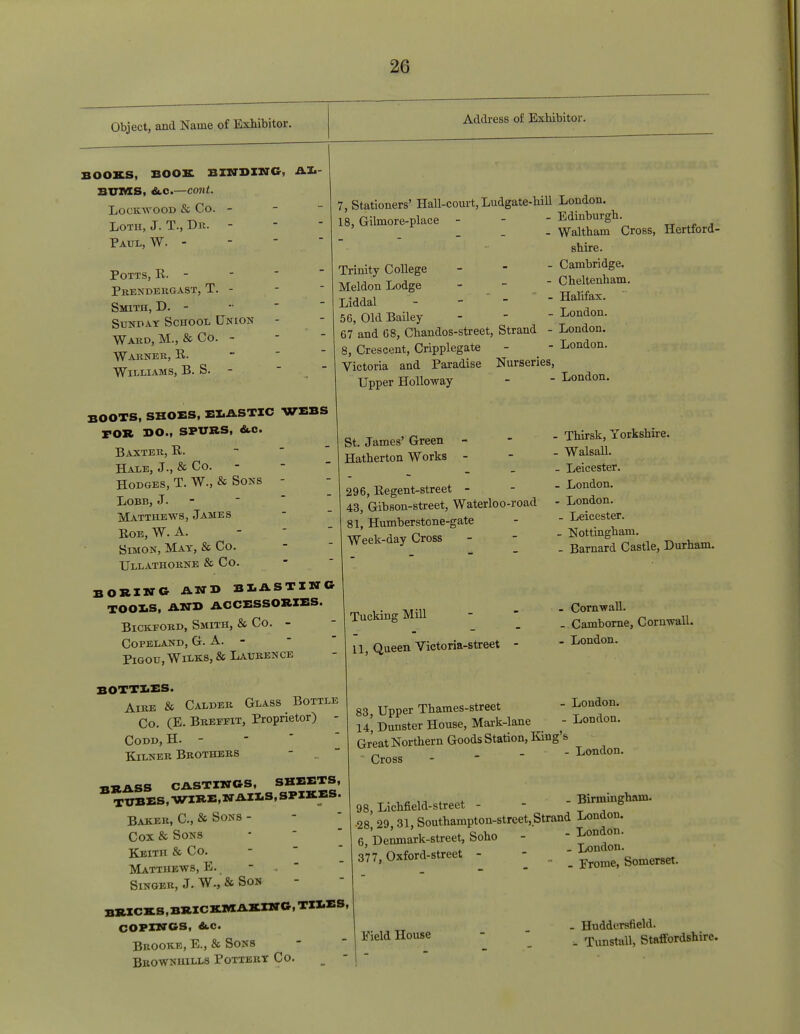 26
Object, and Name of Exhibitor.
Address of Exhibitor.
BOOKS, BOOK BINDING, AL-
BUMS, &c.—cont.
Lockwood & Co. - - - 7, Stationers' Hall-court, Ludgate-hill London.
Loth, J. T., Dr. - - - 18, Gilmore-place - - - Edinburgh.
Paul, W. - - - - - - - - Waltham Cross, Hertford-
shire.
Potts, R. - - - - Trinity College - - - Cambridge.
Prendergast, T. - - - Meldon Lodge - - - Cheltenham.
Smith, D. - - - - Liddal - - - - Halifax.
Sunday School Union - - 56, Old Bailey - - - London.
Ward, M., & Co. - - - 67 and 68, Chandos-street, Strand - London.
Warner, R. - - - 8, Crescent, Cripplegate - - London.
Williams, B. S. - - - Victoria and Paradise Nurseries,
Upper Holloway - - London.
BOOTS, SHOES, ELASTIC WEBS
FOR DO., SPURS, &c.
Baxter, R. - - - St. James' Green - - - Thirsk, Yorkshire.
Hale, J., & Co. - - - Hatherton Works - - - Walsall.
Hodges, T. W., & Sons - - - - - - Leicester.
Lobb, J. - - - - 296, Regent-street - - - London.
Matthews, James - - 43, Gibson-street, Waterloo-road - London.
Roe, W. A. - - - 81, Humberstone-gate - - Leicester.
Simon, May, & Co. - - Week-day Cross - - - Nottingham.
Ullathorne & Co. - - - - - - Barnard Castle, Durham.
BORING AND BLASTING
TOOLS, AND ACCESSORIES.
Bickford, Smith, & Co. - - Tucking Mill - - - Cornwall.
Copeland, G. A. - - - - - - - Camborne, Cornwall.
Pigou, Wilks, & Laurence - 11, Queen Victoria-street - - London.
BOTTLES.
Aire & Calder Glass Bottle
Co. (E. Breffit, Proprietor) - 83, Upper Thames-street - London.
Codd, H. - - - - 14, Dunster House, Mark-lane - London.
Kilner Brothers - - Great Northern Goods Station, King's
Cross - - - - London.
BRASS CASTINGS, SHEETS,
TUBES, WIRE, NAILS, SPIKES.
Baker, C., & Sons - - - 98, Lichfield-street - - - Birmingham.
Cox & Sons - - - 28, 29, 31, Southampton-street, Strand London.
Keith & Co. - - - 6, Denmark-street, Soho - - London.
Matthews, E. - - - 377, Oxford-street - - - London.
Singer, J. W., & Son - - - - - - Frome, Somerset.
BRICKS, BRICKMAKING, TILES,
COPINGS, &c.
Brooke, E., & Sons - - Field House - - - Huddersfield.
Brownhills Pottery Co. - - - - - - Tunstall, Staffordshire.